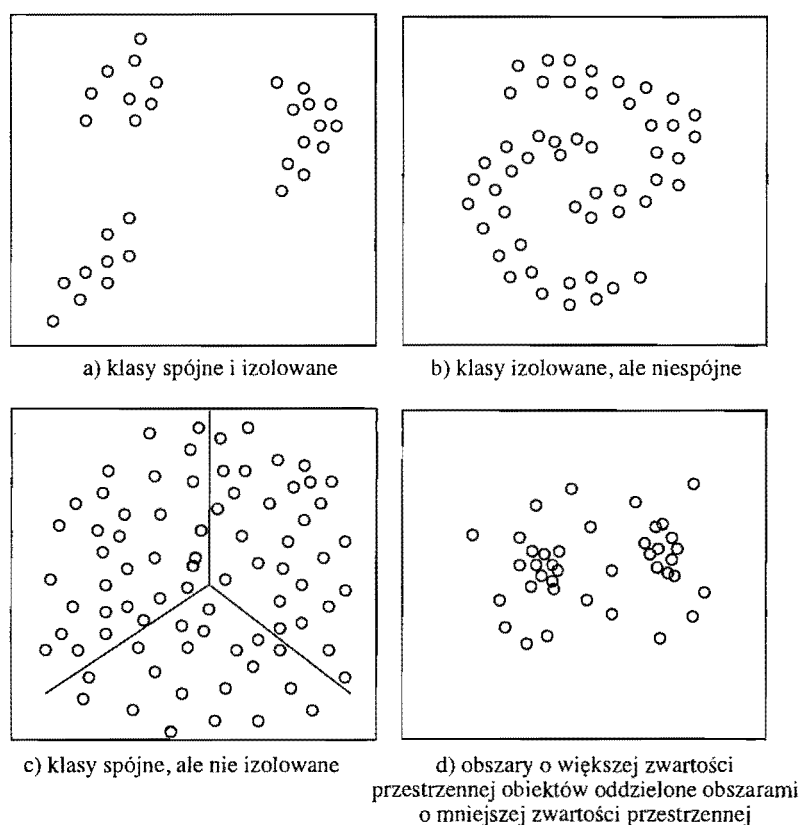 a) klasy spójne i izolowane
b) klasy izolowane, ale niespójne
c) klasy spójne, ale nie izolowane
d) obszary o większej zwartości
przestrzennej obiektów oddzielone obszarami
o mniejszej zwartości przestrzennej